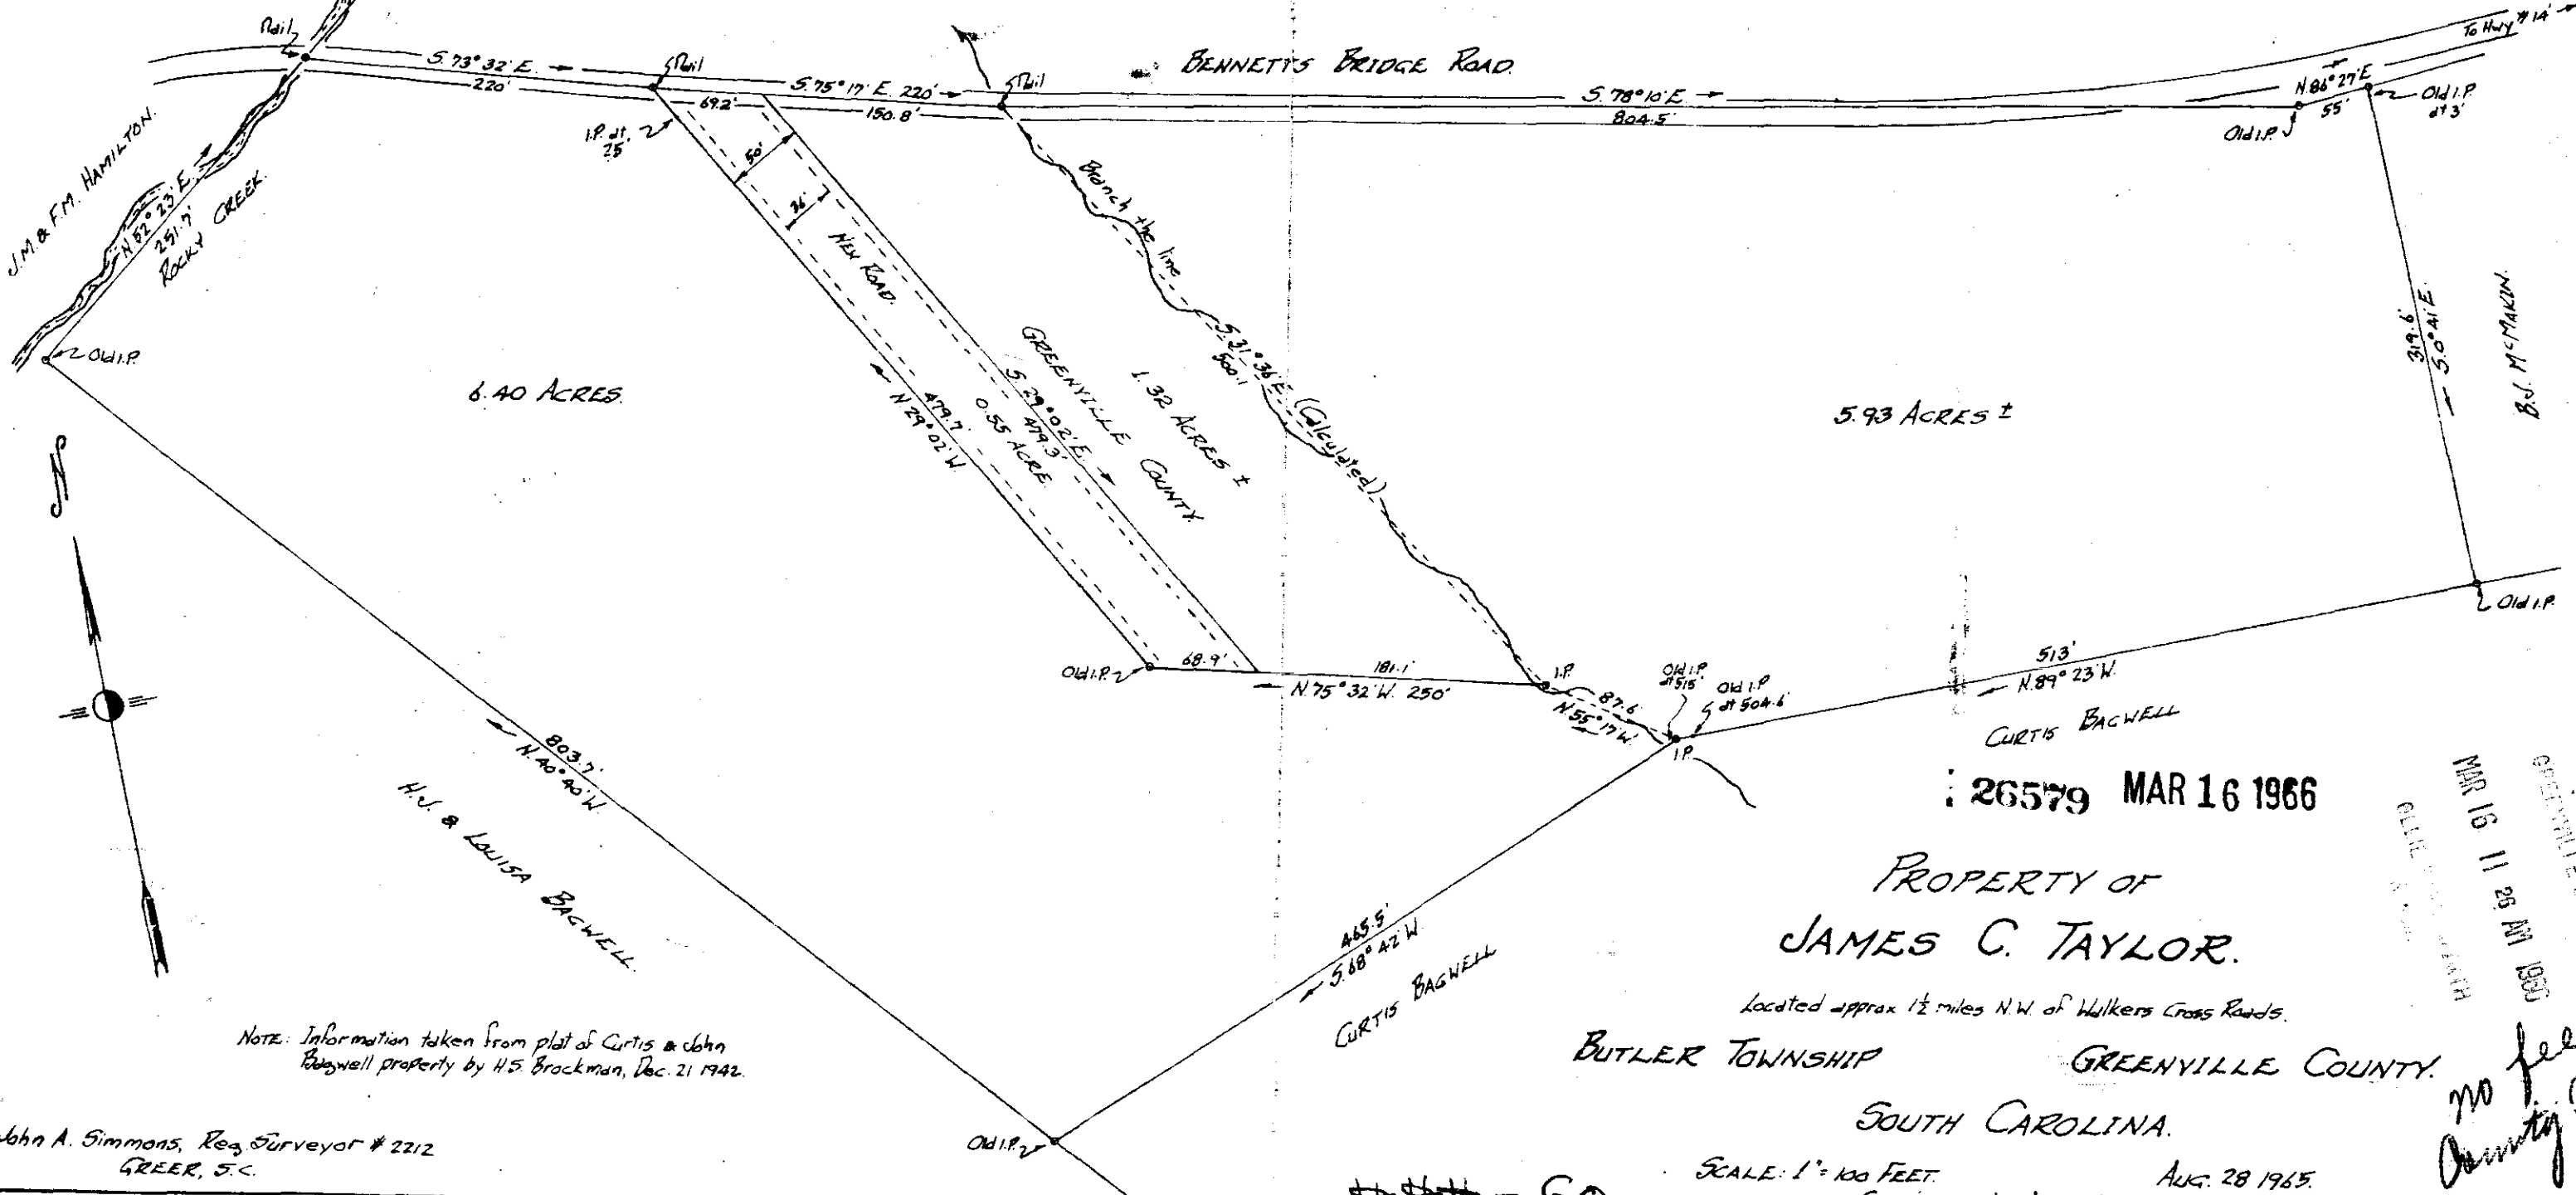 Nail
S. 73° 32' E.
220'
Nail
S. 75° 17' E. 220'
69.2'
150.8'
Nail
BENNETTS BRIDGE ROAD.
S. 78° 10' E
804.5'
To Hwy # 14
N. 86° 27' E
55'
Old I.P.
Old I.P.
at 3'
I.P. at
25'
J.M. & F.M. HAMILTON.
N. 52° 23' E.
251.7'
ROCKY CREEK.
Old I.P.
50'
36'
NEW ROAD.
Branch the line
S. 31° 36' E (Calculated)
500.1
GREENVILLE COUNTY.
1.32 ACRES ±
S. 29° 02' E.
479.3'
0.55 ACRE.
479.7'
N. 29° 02' W.
6.40 ACRES.
5.93 ACRES ±
319.6'
S. 0° 41' E.
B.J. McMAKIN.
Old I.P.
Old I.P.
68.9'
181.1'
N. 75° 32' W. 250'
I.P.
87.6
N. 55° 17' W.
Old I.P.
at 515'
Old I.P
at 504.6
I.P.
513'
N. 89° 23' W.
CURTIS BAGWELL
803.7'
N. 40° 40' W.
H.J. & LOUISA BAGWELL.
465.5'
S. 68° 42' W.
CURTIS BAGWELL
Old I.P.
26579 MAR 16 1966
MAR 16 11 26 AM
PROPERTY OF
JAMES C. TAYLOR.
Located approx 1½ miles N.W. of Walkers Cross Roads.
BUTLER TOWNSHIP GREENVILLE COUNTY.
SOUTH CAROLINA.
SCALE: 1" = 100 FEET. AUG. 28 1965.
no fee
County
NOTE: Information taken from plat of Curtis & John
Bagwell property by H.S. Brockman, Dec. 21 1942.
John A. Simmons, Reg. Surveyor # 2212
GREER, S.C.